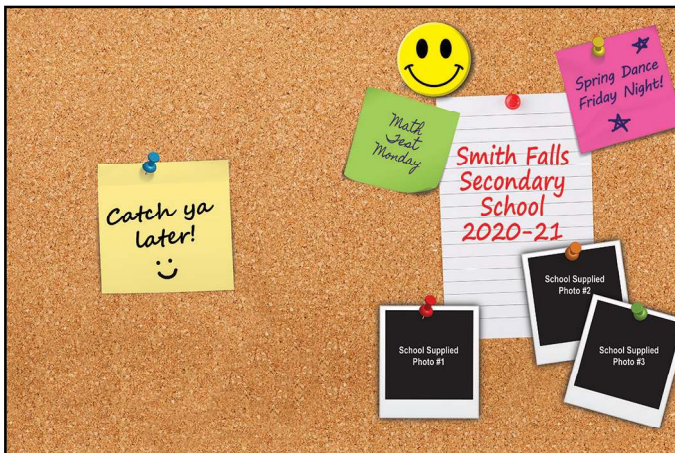 Catch ya
later!
Math
Test
Monday
Smith Falls
Secondary
School
2020-21
Spring Dance
Friday Night!
School Supplied
Photo #1
School Supplied
Photo #2
School Supplied
Photo #3